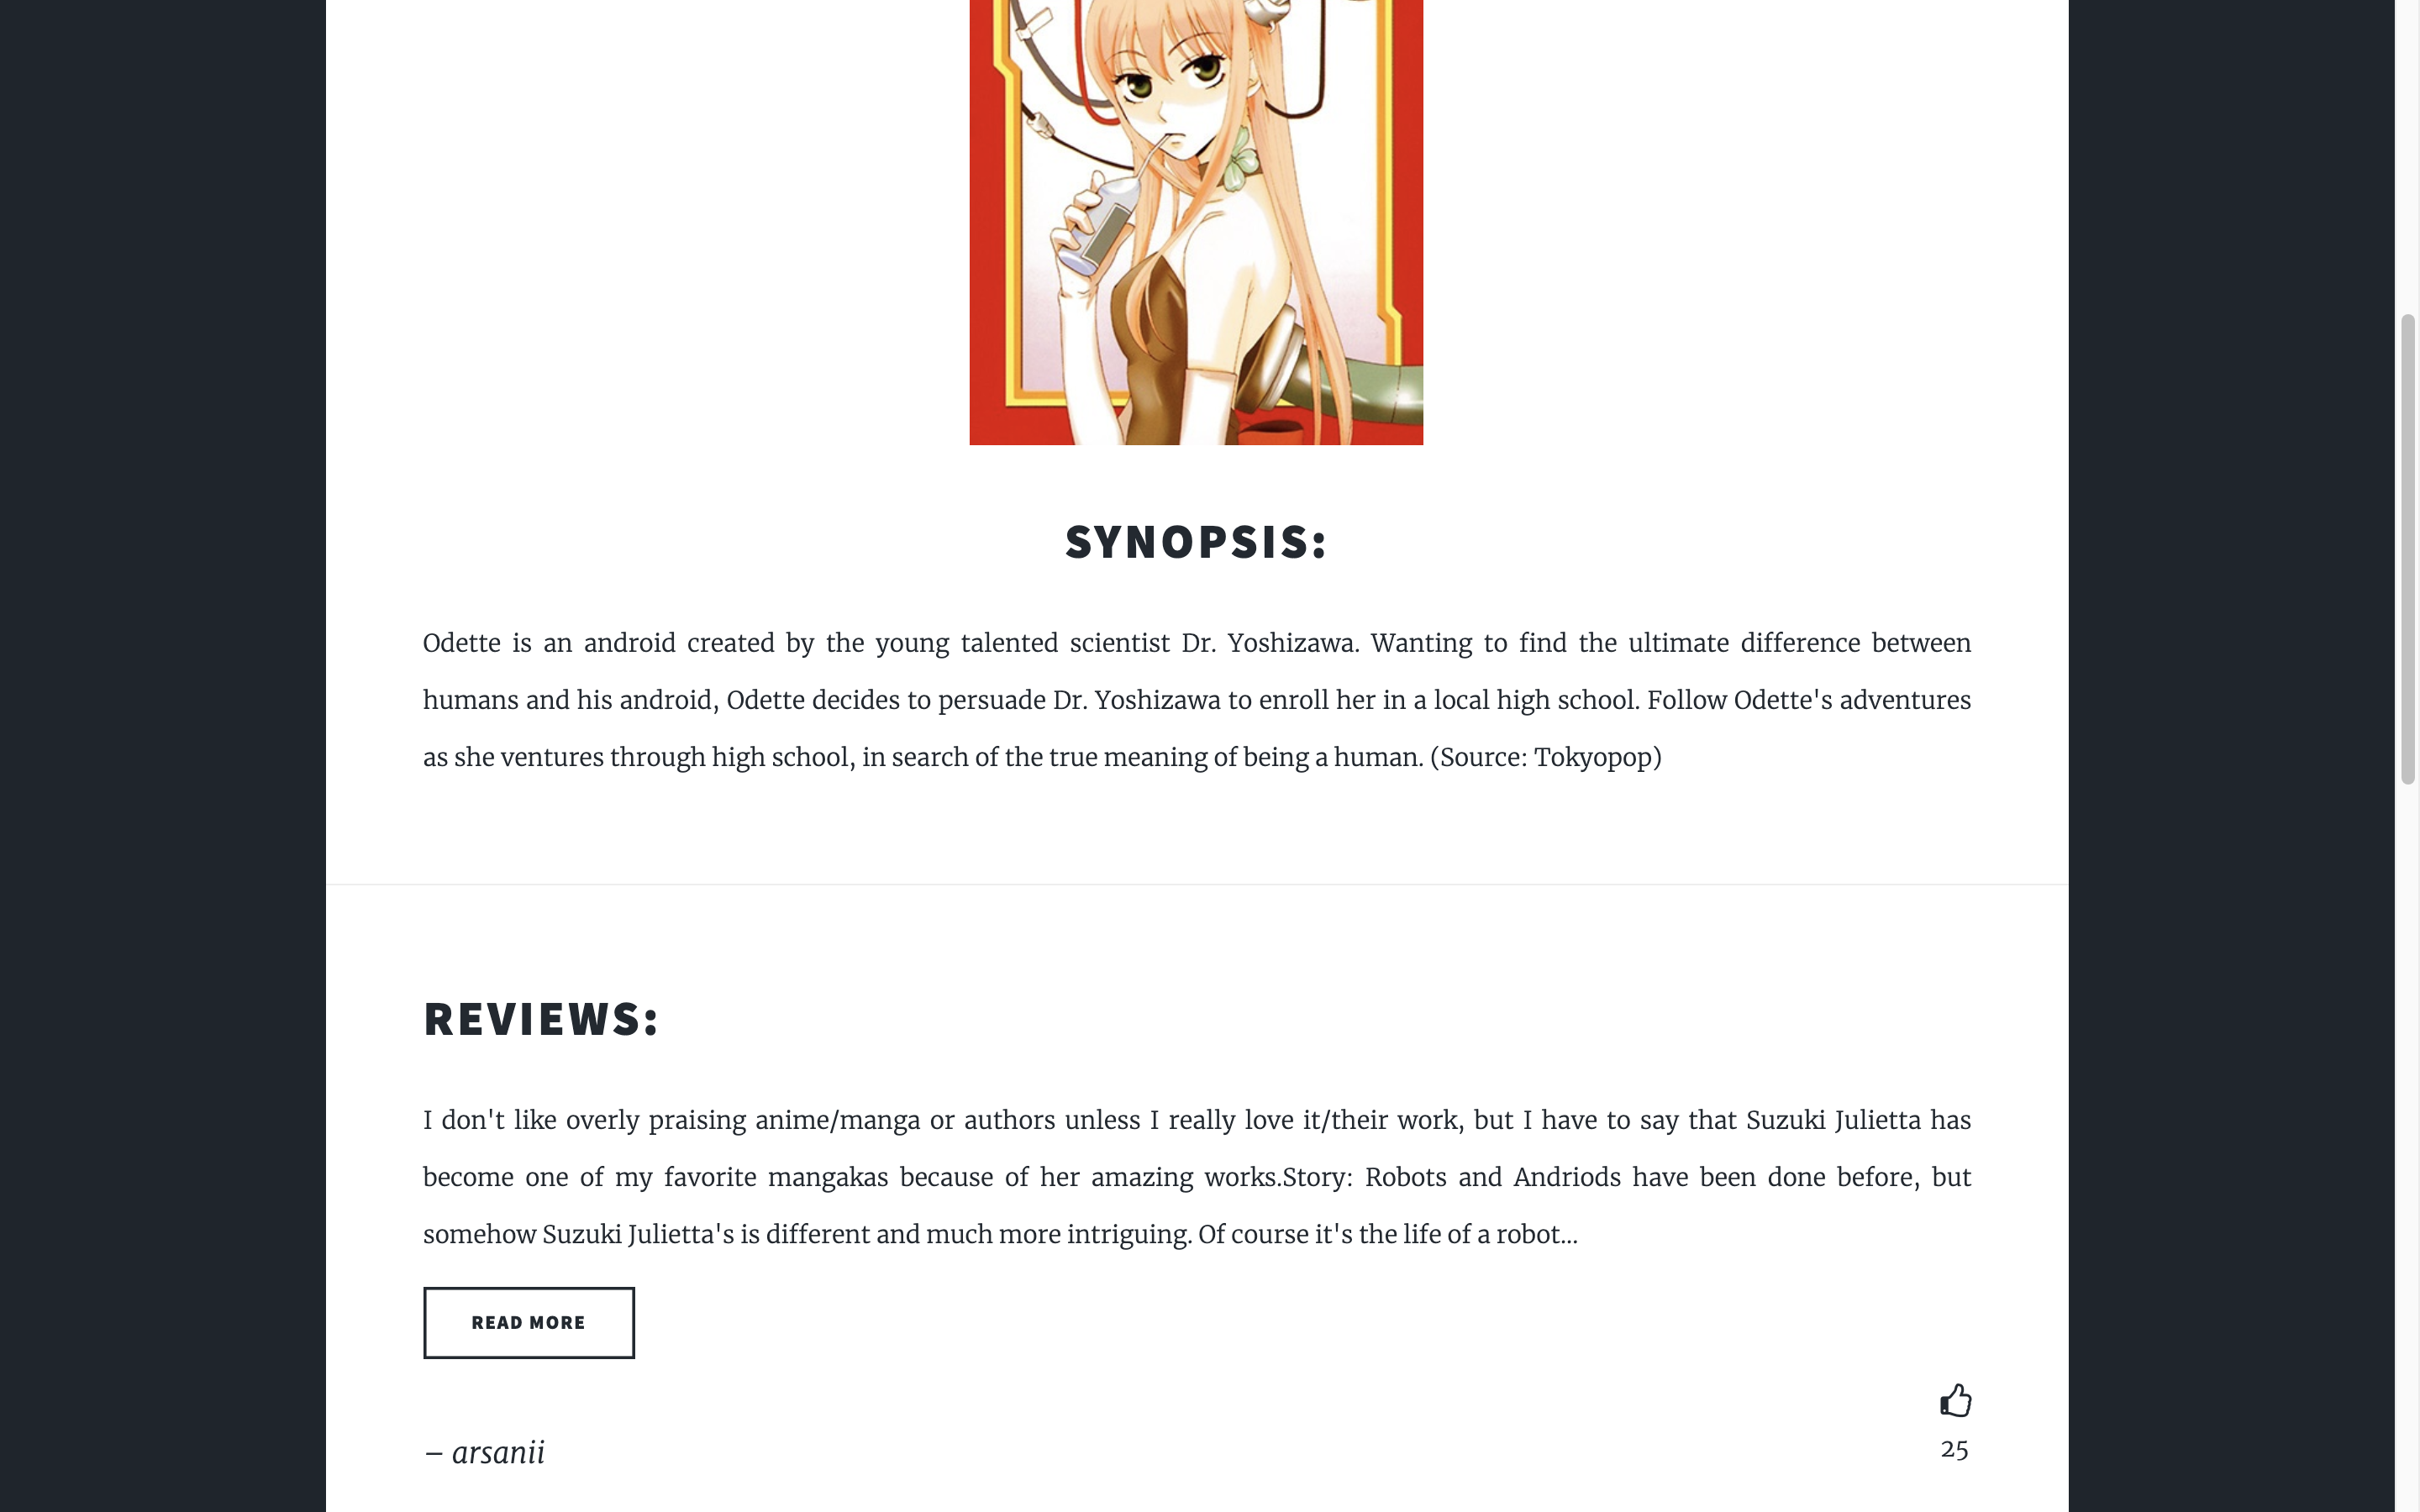 SYNOPSIS:
Odette is an android created by the young talented scientist Dr. Yoshizawa. Wanting to find the ultimate difference between
humans and his android, Odette decides to persuade Dr. Yoshizawa to enroll her in a local high school. Follow Odette's adventures
as she ventures through high school, in search of the true meaning of being a human. (Source: Tokyopop)
REVIEWS:
I don't like overly praising anime/manga or authors unless I really love it/their work, but I have to say that Suzuki Julietta has
become one of my favorite mangakas because of her amazing works.Story: Robots and Andriods have been done before, but
somehow Suzuki Julietta's is different and much more intriguing. Of course it's the life of a robot...
READ MORE
– arsanii
25